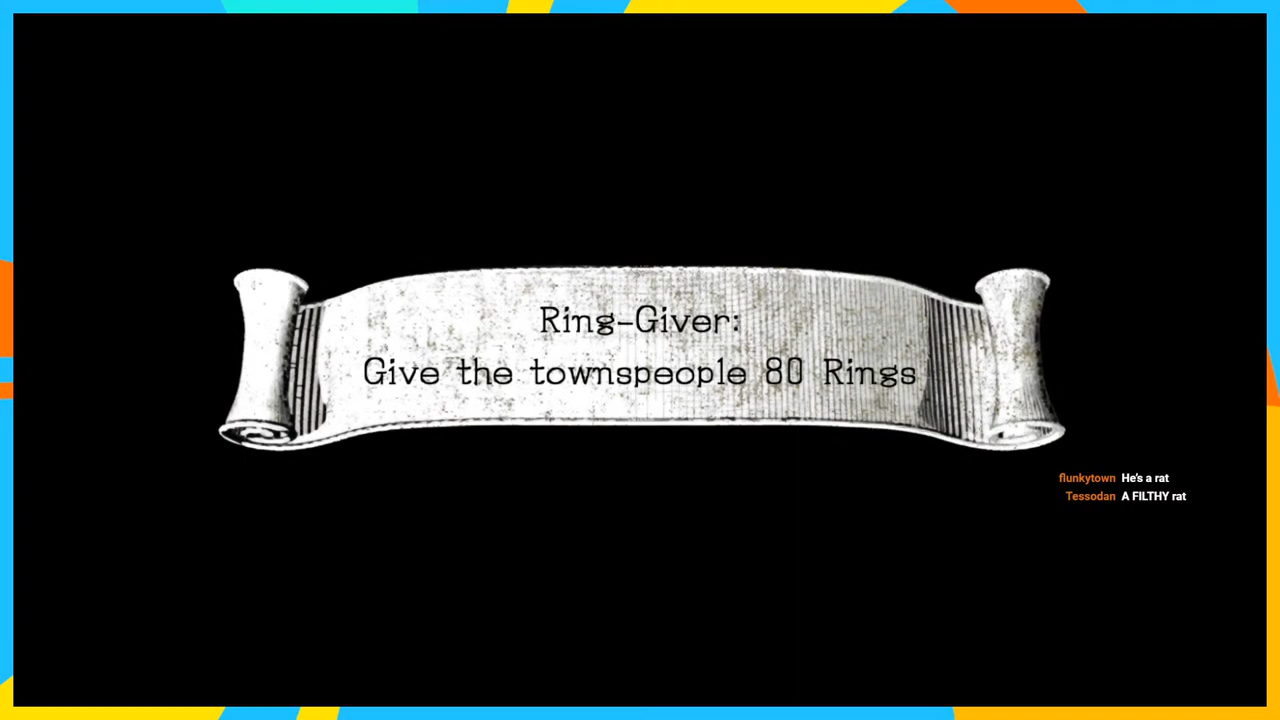 Ring-Giver:
Give the townspeople 80 Rings
flunkytown He's a rat
Tessodan A FILTHY rat